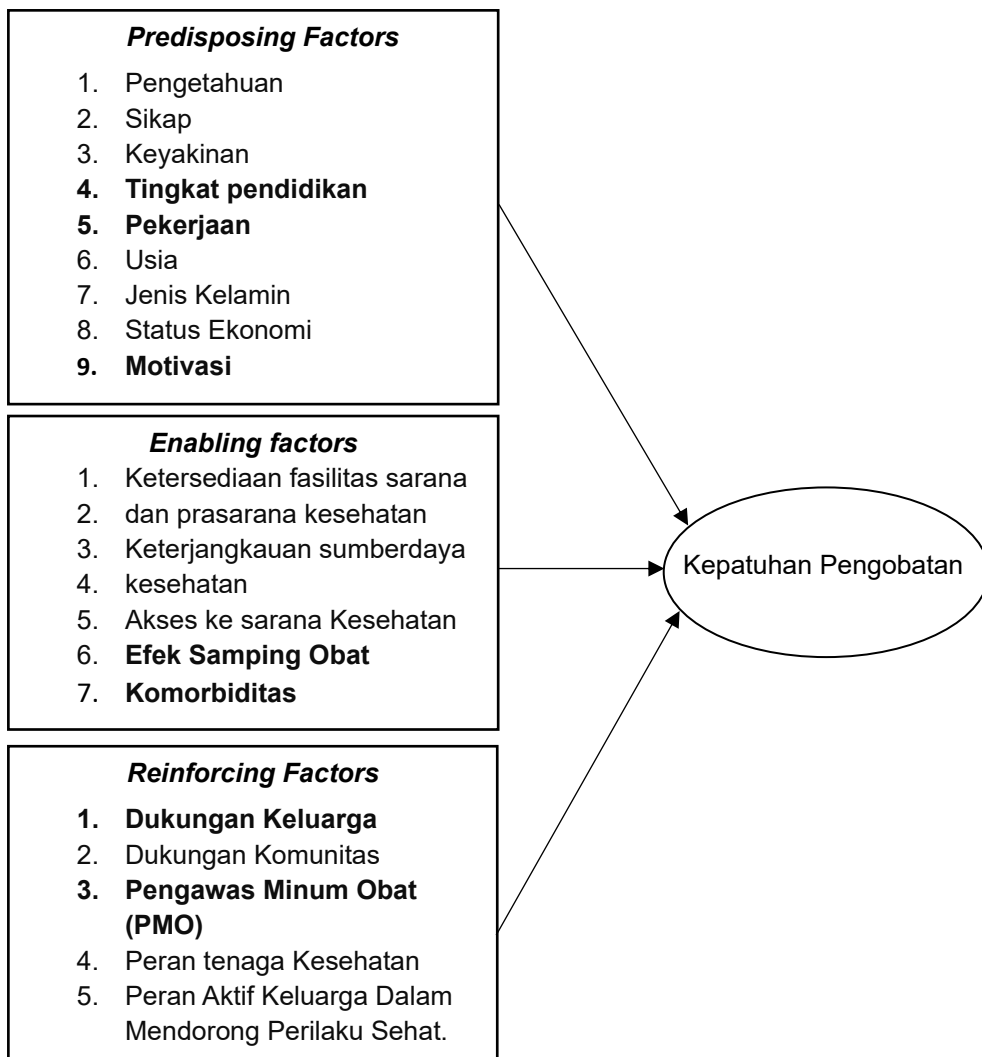 Predisposing Factors
1. Pengetahuan
2. Sikap
3. Keyakinan
4. Tingkat pendidikan
5. Pekerjaan
6. Usia
7. Jenis Kelamin
8. Status Ekonomi
9. Motivasi
Enabling factors
1. Ketersediaan fasilitas sarana
2. dan prasarana kesehatan
3. Keterjangkauan sumberdaya
4. kesehatan
5. Akses ke sarana Kesehatan
6. Efek Samping Obat
7. Komorbiditas
Reinforcing Factors
1. Dukungan Keluarga
2. Dukungan Komunitas
3. Pengawas Minum Obat
(PMO)
4. Peran tenaga Kesehatan
5. Peran Aktif Keluarga Dalam
Mendorong Perilaku Sehat.
Kepatuhan Pengobatan